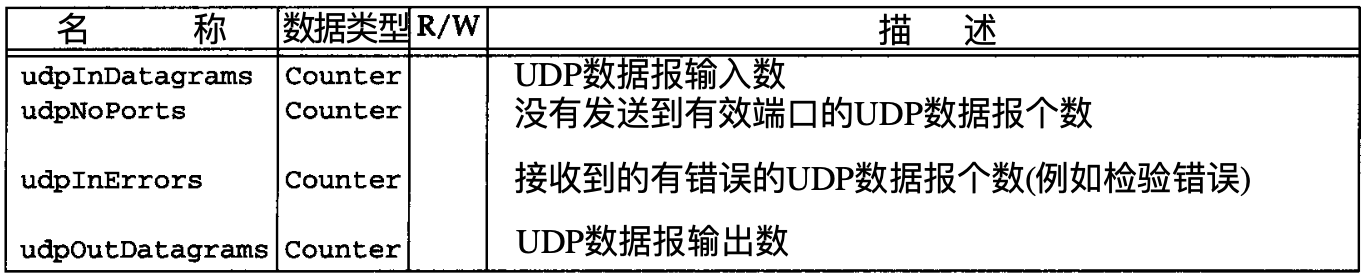 名 称 数据类型 R/W 描 述
udpInDatagrams Counter UDP数据报输入数
udpNoPorts Counter 没有发送到有效端口的UDP数据报个数
udpInErrors Counter 接收到的有错误的UDP数据报个数(例如检验错误)
udpOutDatagrams Counter UDP数据报输出数